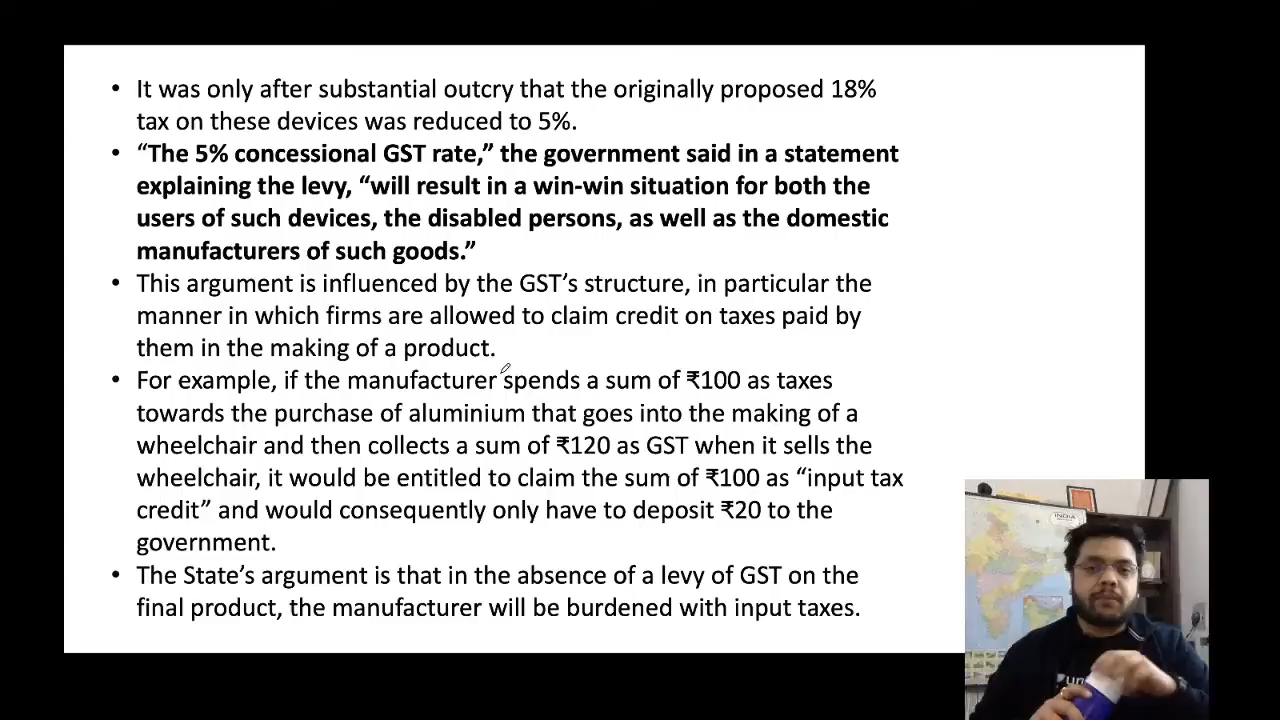 • It was only after substantial outcry that the originally proposed 18%
tax on these devices was reduced to 5%.
• “The 5% concessional GST rate,” the government said in a statement
explaining the levy, “will result in a win-win situation for both the
users of such devices, the disabled persons, as well as the domestic
manufacturers of such goods.”
• This argument is influenced by the GST’s structure, in particular the
manner in which firms are allowed to claim credit on taxes paid by
them in the making of a product.
• For example, if the manufacturer spends a sum of ₹100 as taxes
towards the purchase of aluminium that goes into the making of a
wheelchair and then collects a sum of ₹120 as GST when it sells the
wheelchair, it would be entitled to claim the sum of ₹100 as “input tax
credit” and would consequently only have to deposit ₹20 to the
government.
• The State’s argument is that in the absence of a levy of GST on the
final product, the manufacturer will be burdened with input taxes.
INDIA